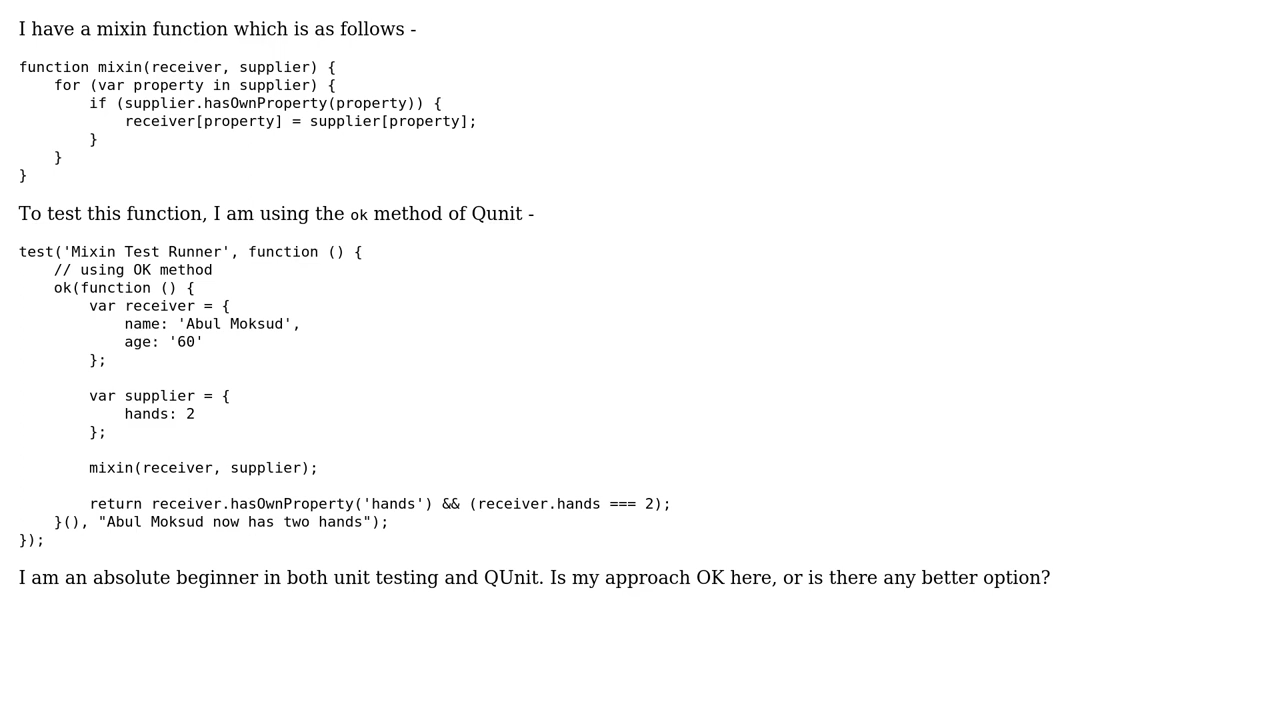 I have a mixin function which is as follows -
function mixin(receiver, supplier) {
    for (var property in supplier) {
        if (supplier.hasOwnProperty(property)) {
            receiver[property] = supplier[property];
        }
    }
}
To test this function, I am using the ok method of Qunit -
test('Mixin Test Runner', function () {
    // using OK method
    ok(function () {
        var receiver = {
            name: 'Abul Moksud',
            age: '60'
        };
        var supplier = {
            hands: 2
        };
        mixin(receiver, supplier);
        return receiver.hasOwnProperty('hands') && (receiver.hands === 2);
    }(), "Abul Moksud now has two hands");
});
I am an absolute beginner in both unit testing and QUnit. Is my approach OK here, or is there any better option?